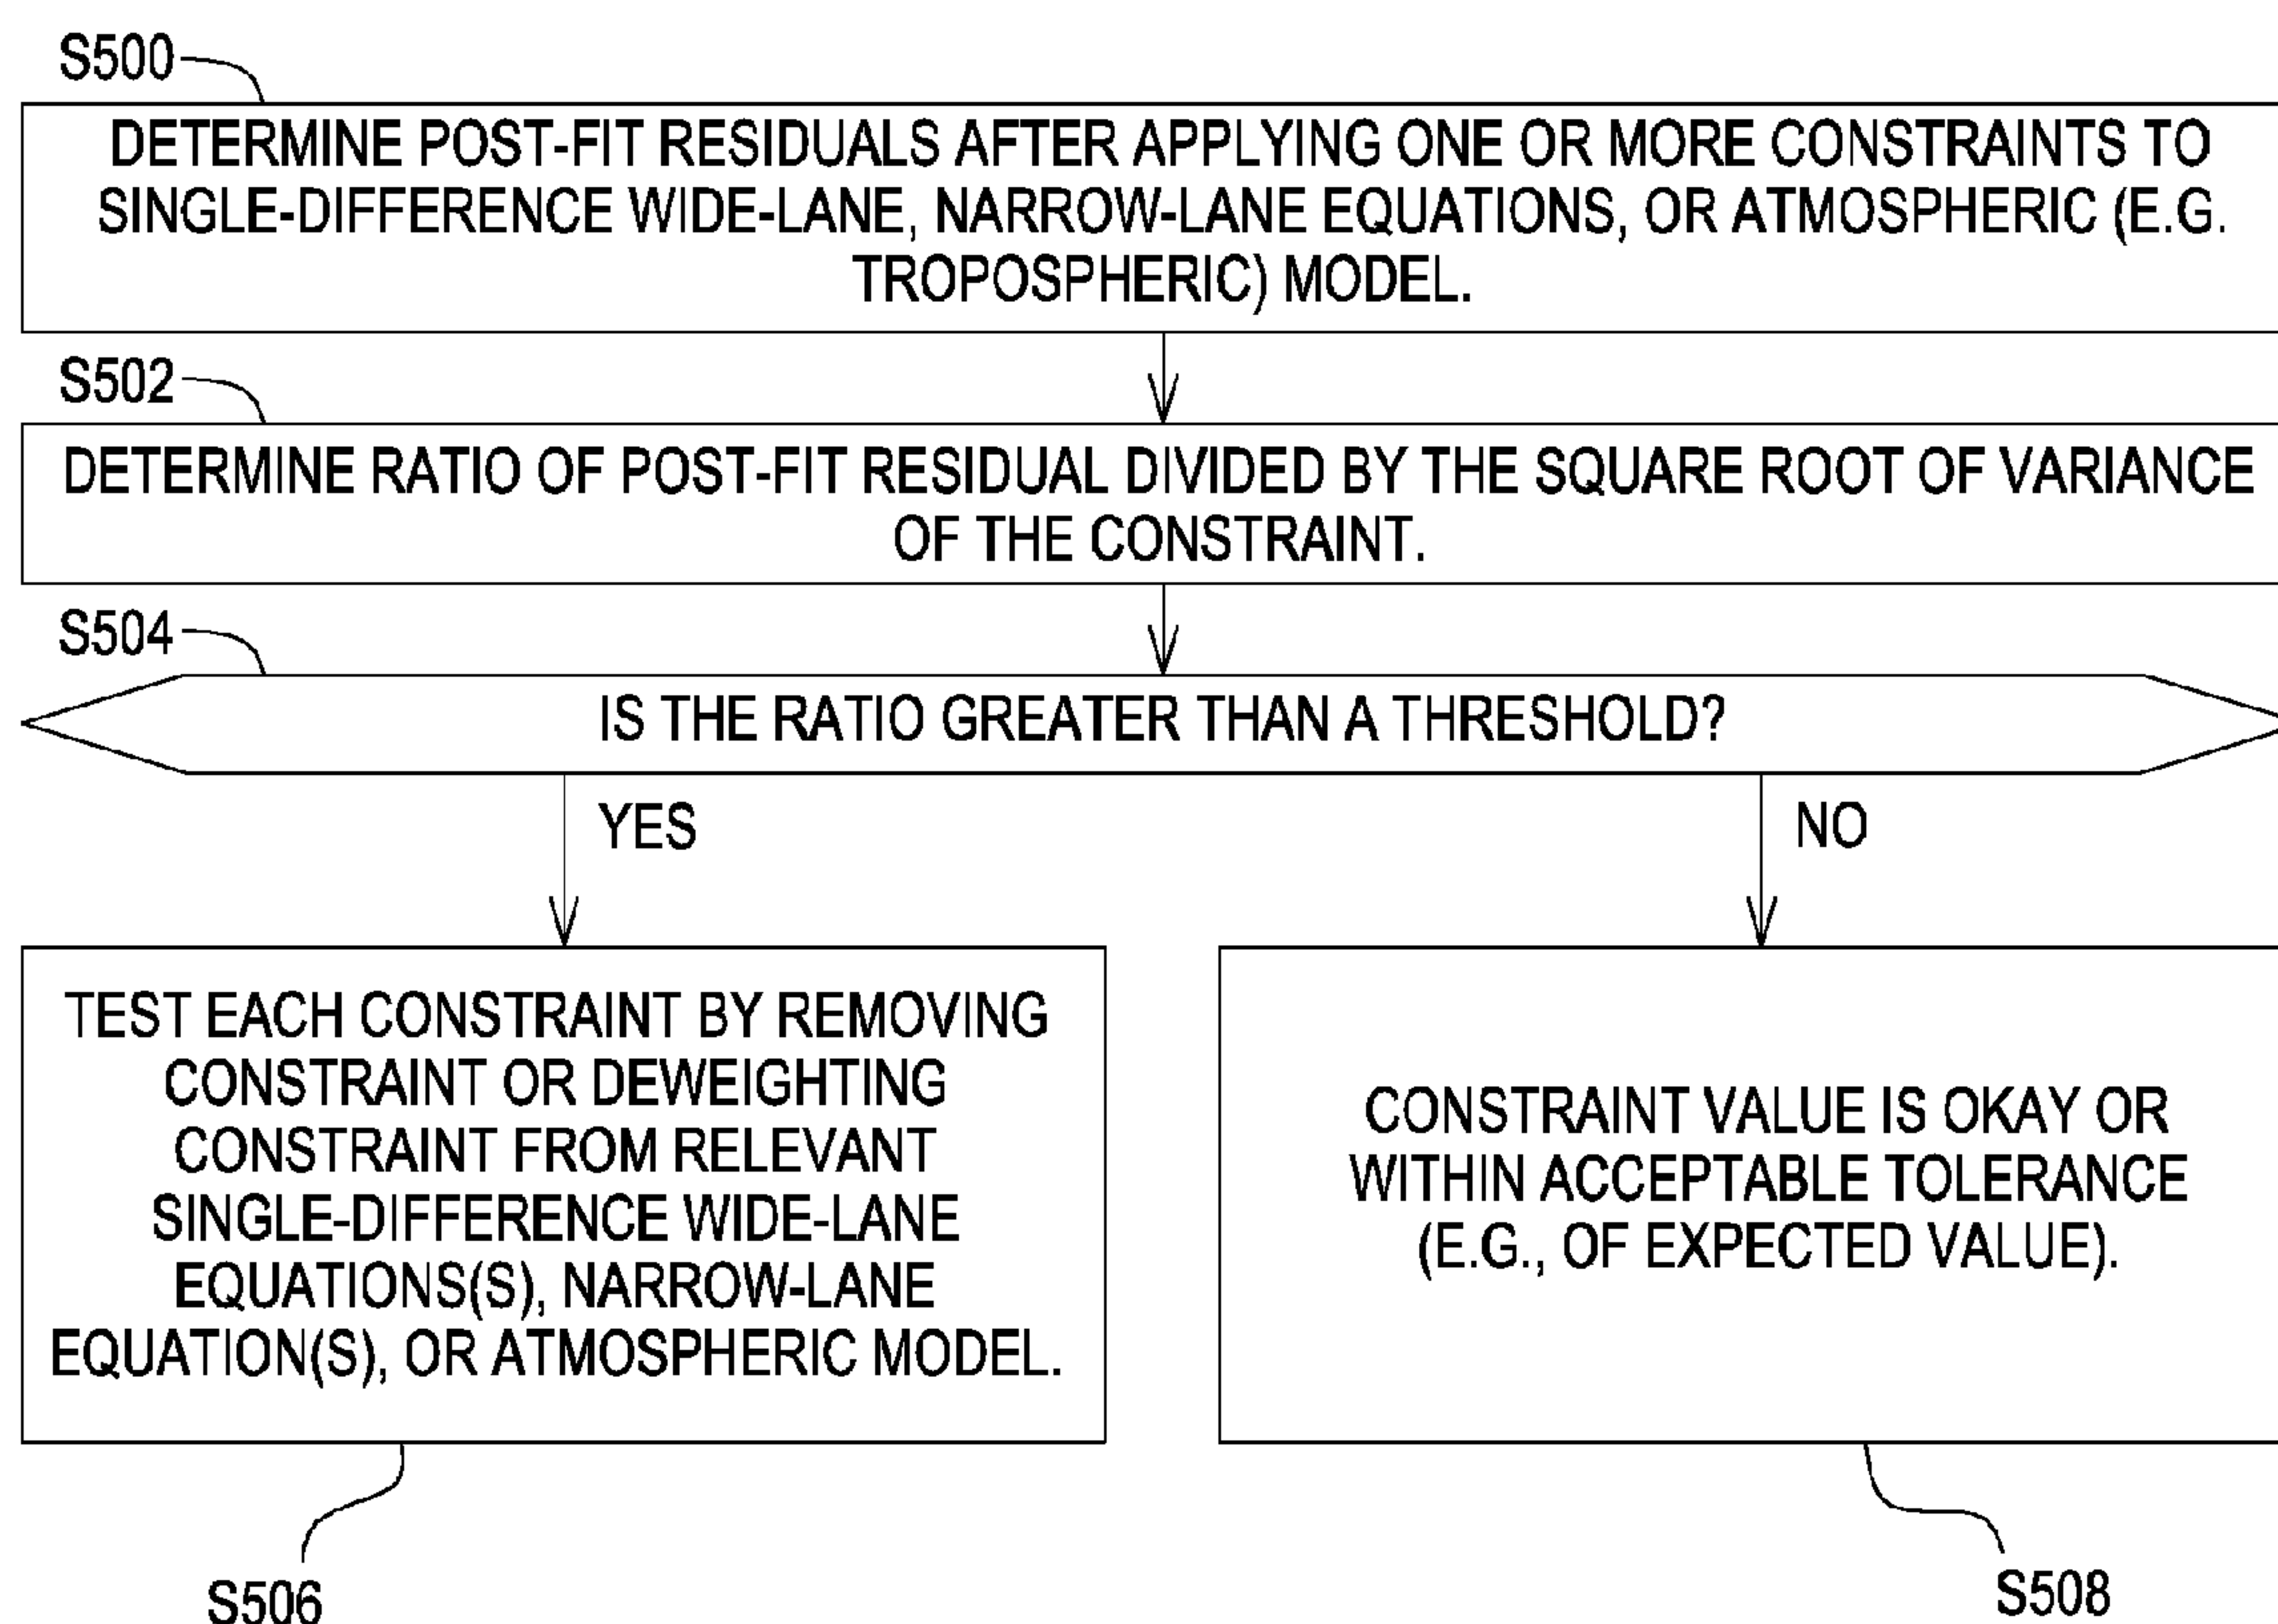 S500
DETERMINE POST-FIT RESIDUALS AFTER APPLYING ONE OR MORE CONSTRAINTS TO
SINGLE-DIFFERENCE WIDE-LANE, NARROW-LANE EQUATIONS, OR ATMOSPHERIC (E.G.
TROPOSPHERIC) MODEL.
S502
DETERMINE RATIO OF POST-FIT RESIDUAL DIVIDED BY THE SQUARE ROOT OF VARIANCE
OF THE CONSTRAINT.
S504
IS THE RATIO GREATER THAN A THRESHOLD?
YES
NO
TEST EACH CONSTRAINT BY REMOVING
CONSTRAINT OR DEWEIGHTING
CONSTRAINT FROM RELEVANT
SINGLE-DIFFERENCE WIDE-LANE
EQUATIONS(S), NARROW-LANE
EQUATION(S), OR ATMOSPHERIC MODEL.
CONSTRAINT VALUE IS OKAY OR
WITHIN ACCEPTABLE TOLERANCE
(E.G., OF EXPECTED VALUE).
S506
S508